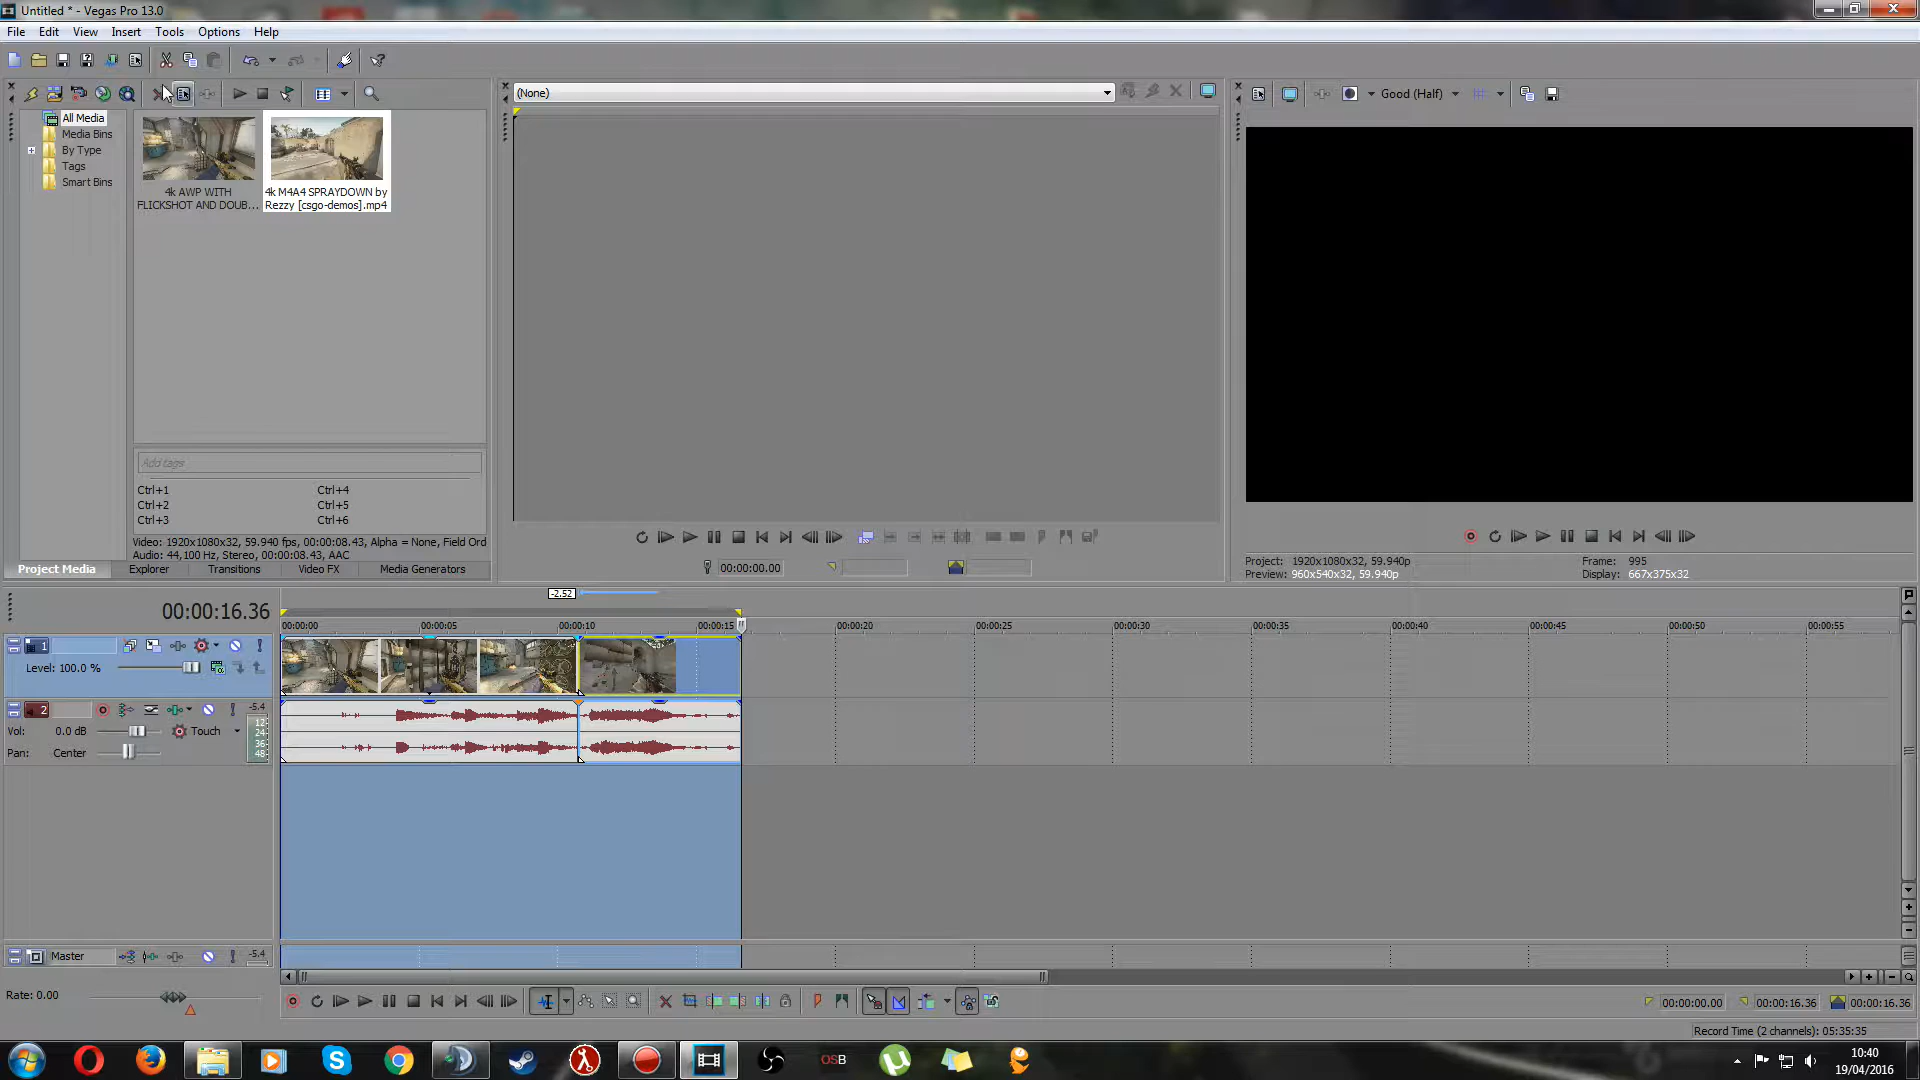 Untitled * - Vegas Pro 13.0
File Edit View Insert Tools Options Help
(None)
Good (Half)
All Media
Media Bins
By Type
Tags
Smart Bins
4k AWP WITH
FLICKSHOT AND DOUB...
4k M4A4 SPRAYDOWN by
Rezzy [csgo-demos].mp4
Add tags
Ctrl+1 Ctrl+4
Ctrl+2 Ctrl+5
Ctrl+3 Ctrl+6
Video: 1920x1080x32, 59.940 fps, 00:00:08.43, Alpha = None, Field Ord
Audio: 44,100 Hz, Stereo, 00:00:08.43, AAC
Project Media Explorer Transitions Video FX Media Generators
00:00:00.00
Project: 1920x1080x32, 59.940p
Preview: 960x540x32, 59.940p
Frame: 995
Display: 667x375x32
-2.52
00:00:16.36
00:00:00 00:00:05 00:00:10 00:00:15 00:00:20 00:00:25 00:00:30 00:00:35 00:00:40 00:00:45 00:00:50 00:00:55
1
Level: 100.0 %
2
-5.4
12
24
36
48
Vol: 0.0 dB Touch
Pan: Center
Master -5.4
Rate: 0.00
00:00:00.00 00:00:16.36 00:00:16.36
Record Time (2 channels): 05:35:35
OSB
10:40
19/04/2016